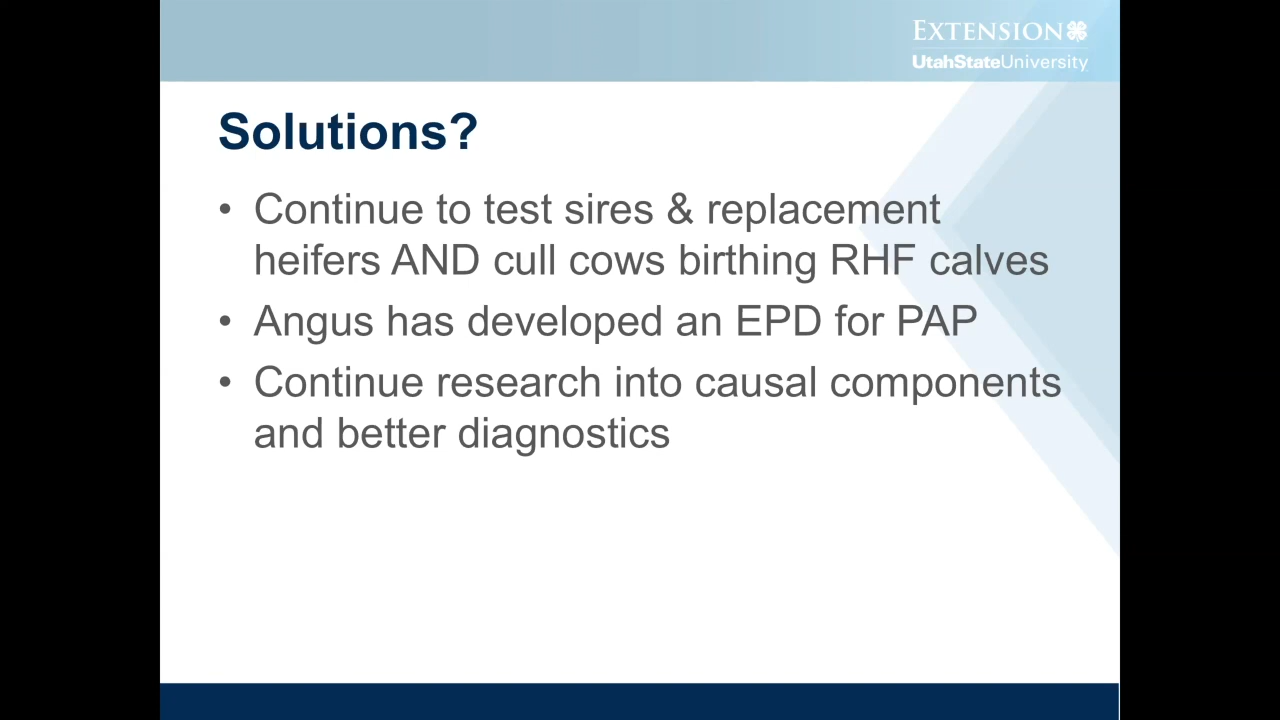 EXTENSION
UtahStateUniversity
Solutions?
• Continue to test sires & replacement
heifers AND cull cows birthing RHF calves
• Angus has developed an EPD for PAP
• Continue research into causal components
and better diagnostics